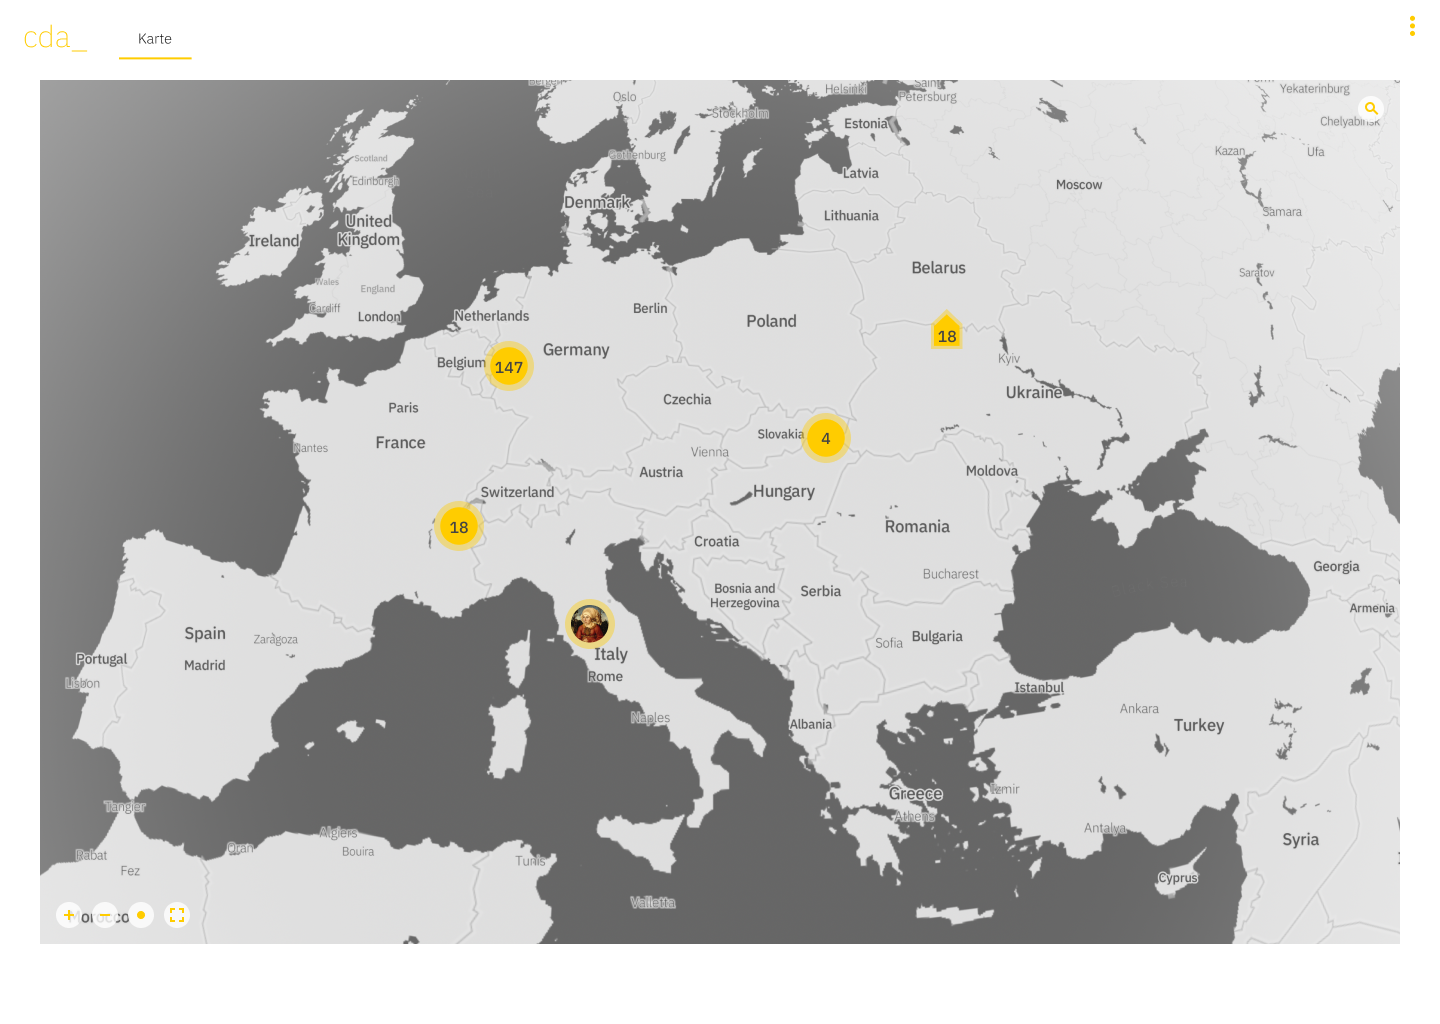 cda_
Karte
Bergen
Oslo
Stockholm
Helsinki
Saint
Petersburg
Yekaterinburg
Chelyabinsk
Estonia
Gothenburg
Scotland
Edinburgh
Latvia
Kazan
Ufa
Moscow
Denmark
Lithuania
Samara
United
Kingdom
Ireland
Belarus
Saratov
Wales
England
Cardiff
London
Netherlands
Berlin
Poland
18
Germany
Belgium
147
Kyiv
Ukraine
Czechia
Paris
France
Nantes
Slovakia
4
Vienna
Austria
Moldova
Switzerland
Hungary
18
Romania
Croatia
Georgia
Bucharest
Bosnia and
Herzegovina
Serbia
Armenia
Spain
Zaragoza
Sofia
Bulgaria
Portugal
Madrid
Italy
Rome
Lisbon
Istanbul
Ankara
Naples
Albania
Turkey
Greece
Izmir
Athens
Tangier
Algiers
Antalya
Syria
Oran
Bouira
Rabat
Fez
Tunis
Cyprus
Valletta
Morocco